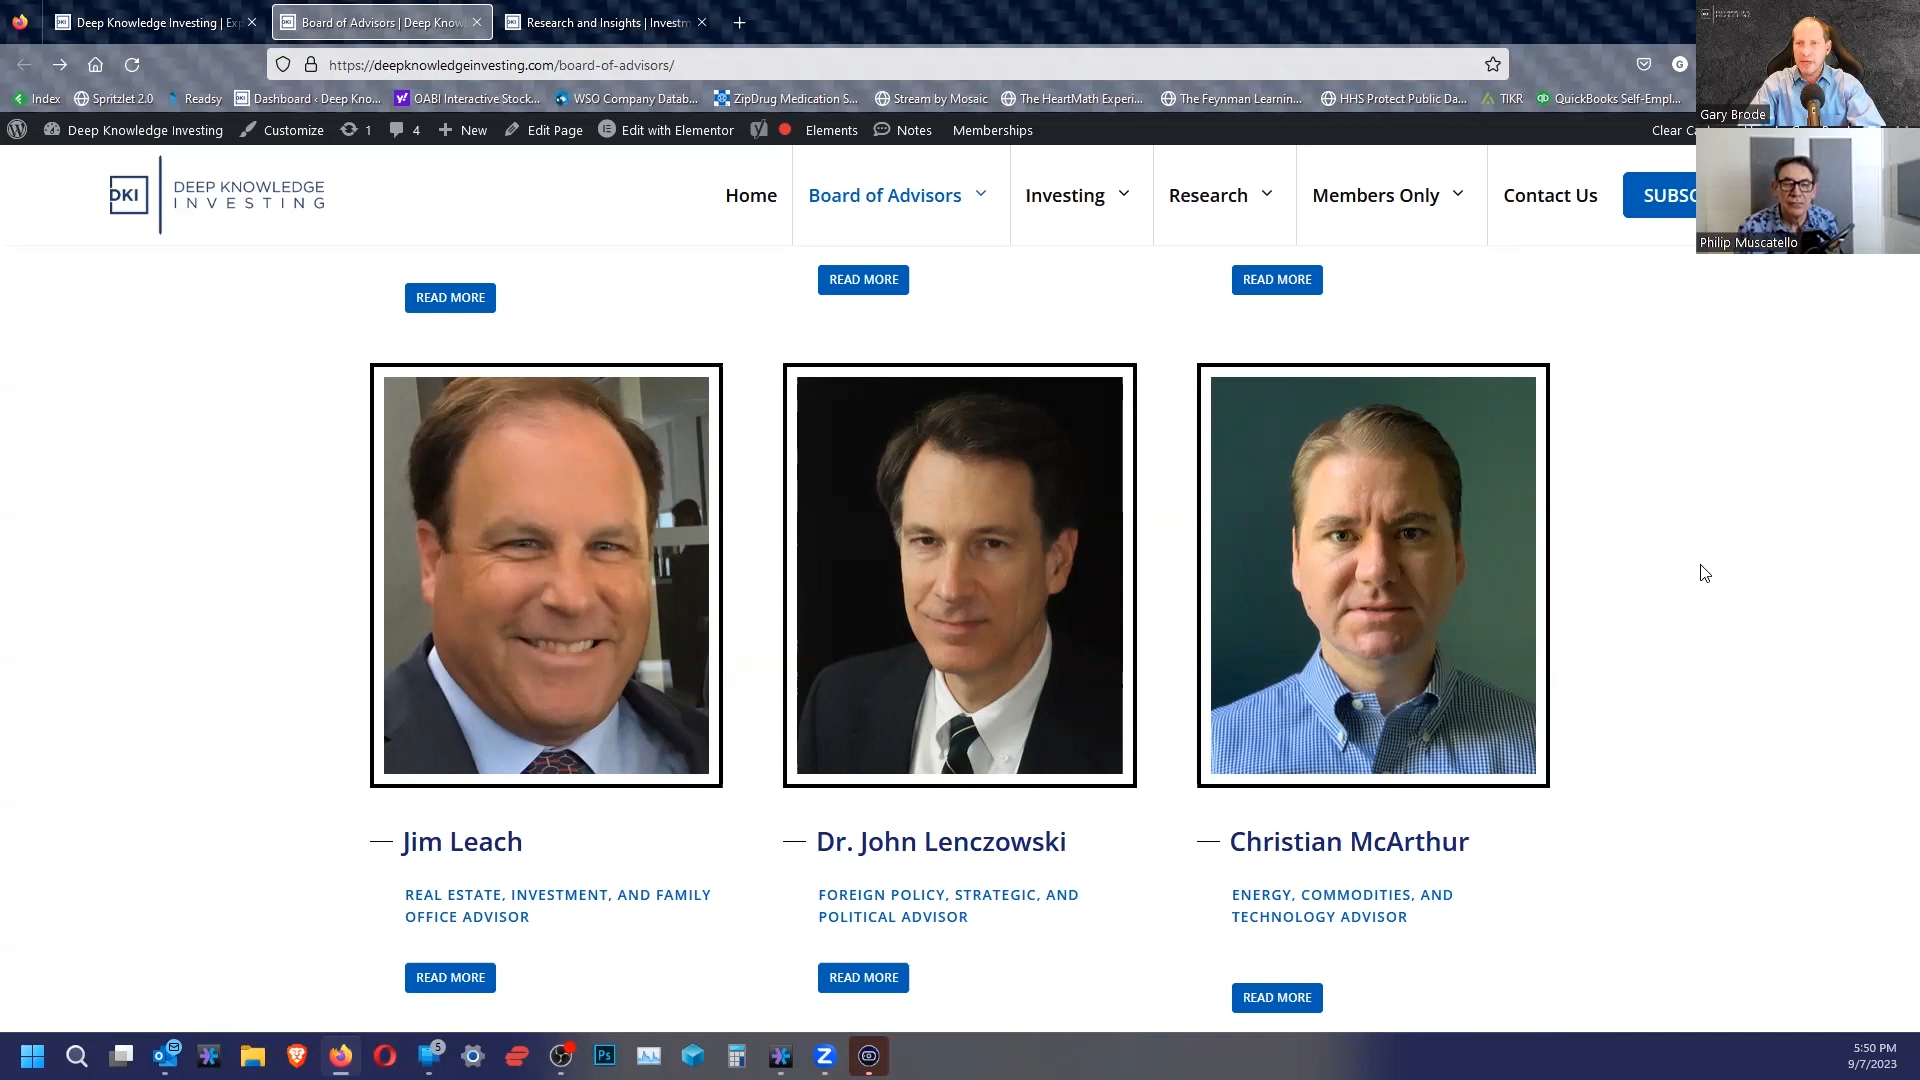 Deep Knowledge Investing | Ex
Board of Advisors | Deep Know
Research and Insights | Investm
https://deepknowledgeinvesting.com/board-of-advisors/
G
Index
Spritzlet 2.0
Readsy
Dashboard ‹ Deep Kno...
OABI Interactive Stock...
WSO Company Datab...
ZipDrug Medication S...
Stream by Mosaic
The HeartMath Experi...
The Feynman Learnin...
HHS Protect Public Da...
TIKR
QuickBooks Self-Empl...
Deep Knowledge Investing
Customize
1
4
New
Edit Page
Edit with Elementor
Elements
Notes
Memberships
Clear Ca
Gary Brode
Philip Muscatello
DKI
DEEP KNOWLEDGE
INVESTING
Home
Board of Advisors
Investing
Research
Members Only
Contact Us
SUBSC
READ MORE
READ MORE
READ MORE
Jim Leach
REAL ESTATE, INVESTMENT, AND FAMILY
OFFICE ADVISOR
READ MORE
Dr. John Lenczowski
FOREIGN POLICY, STRATEGIC, AND
POLITICAL ADVISOR
READ MORE
Christian McArthur
ENERGY, COMMODITIES, AND
TECHNOLOGY ADVISOR
READ MORE
5
Ps
Z
5:50 PM
9/7/2023